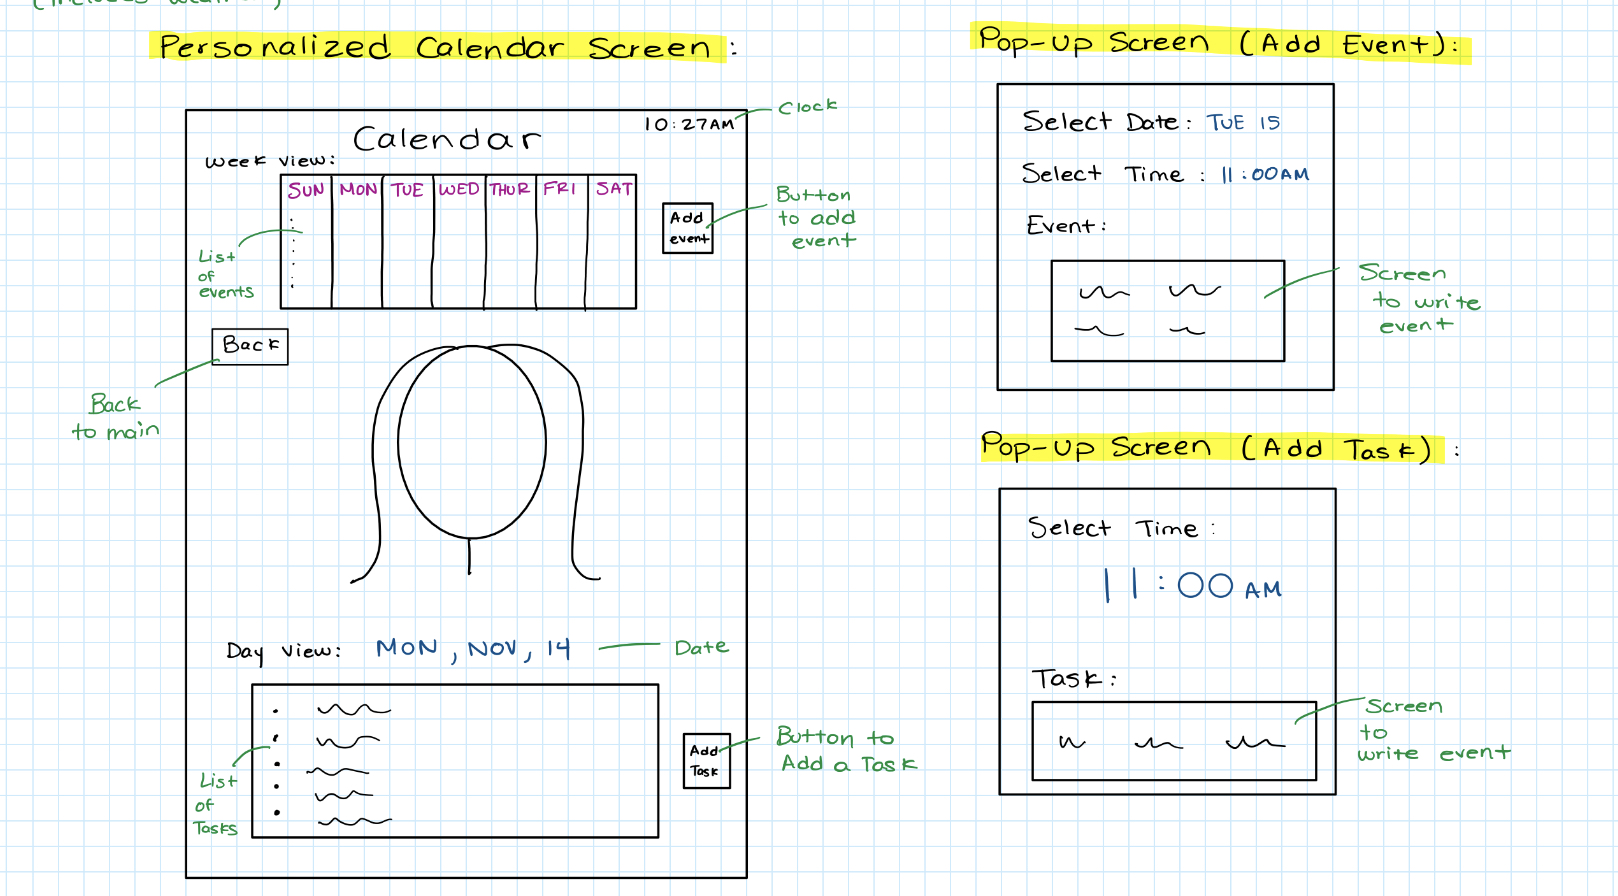 Personalized Calendar Screen :
10:27AM
Clock
Calendar
Week view:
SUN MON TUE WED THUR FRI SAT
Add
event
Button
to add
event
List
of
events
Back
Back
to main
Day view: MON, NOV, 14
Date
List
of
Tasks
Add
Task
Button to
Add a Task
Pop-Up Screen (Add Event):
Select Date: TUE 15
Select Time : 11:00AM
Event:
Screen
to write
event
Pop-Up Screen (Add Task) :
Select Time :
11:00 AM
Task:
Screen
to
write event